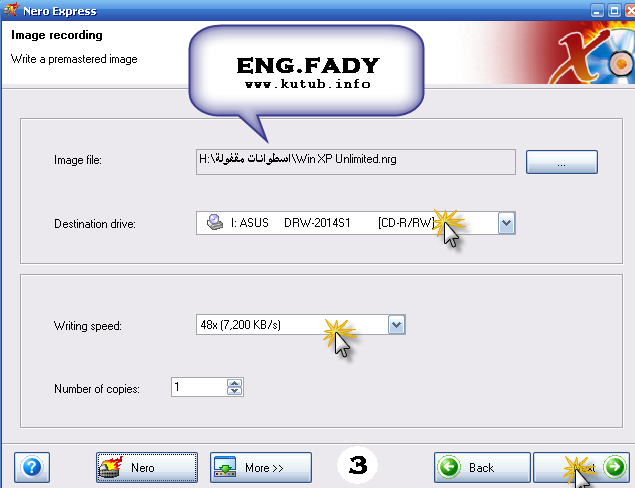 Nero Express
Image recording
Write a premastered image
ENG.FADY
www.kutub.info
Image file:
H:\اسطوانات مقفولة\Win XP Unlimited.nrg
...
Destination drive:
I: ASUS DRW-2014S1 [CD-R/RW]
Writing speed:
48x (7,200 KB/s)
Number of copies:
1
?
Nero
More >>
3
Back